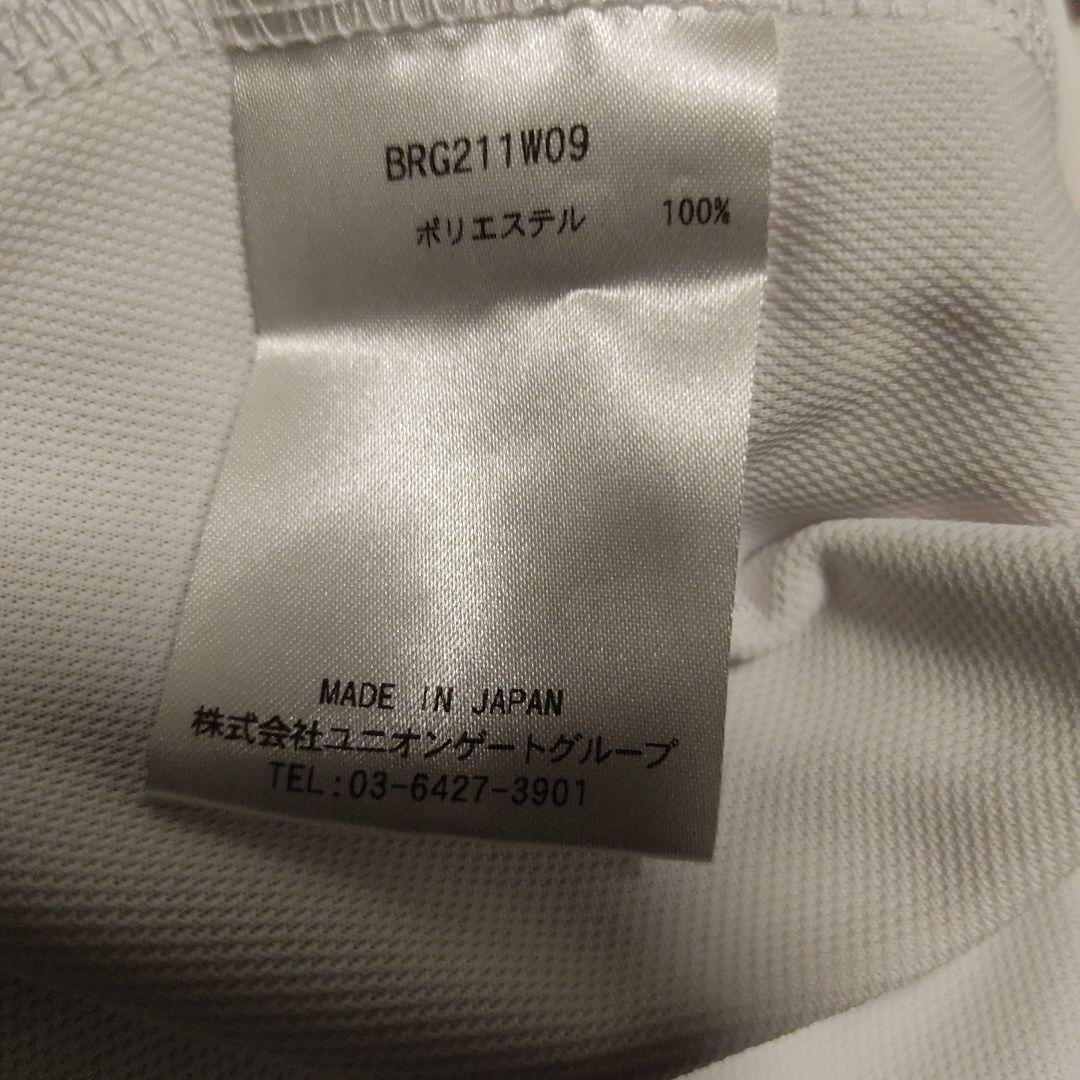 BRG211W09
ポリエステル 100%
MADE IN JAPAN
株式会社ユニオンゲートグループ
TEL:03-6427-3901